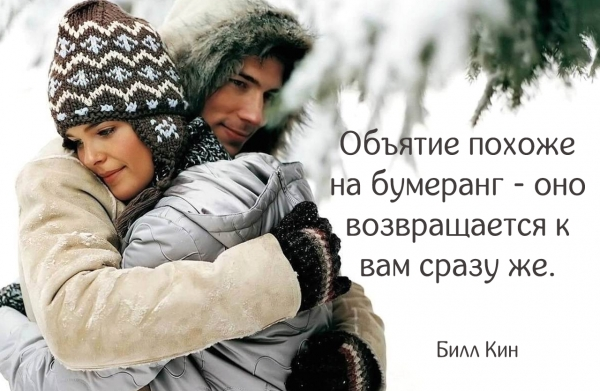 Объятие похоже
на бумеранг - оно
возвращается к
вам сразу же.
Билл Кин